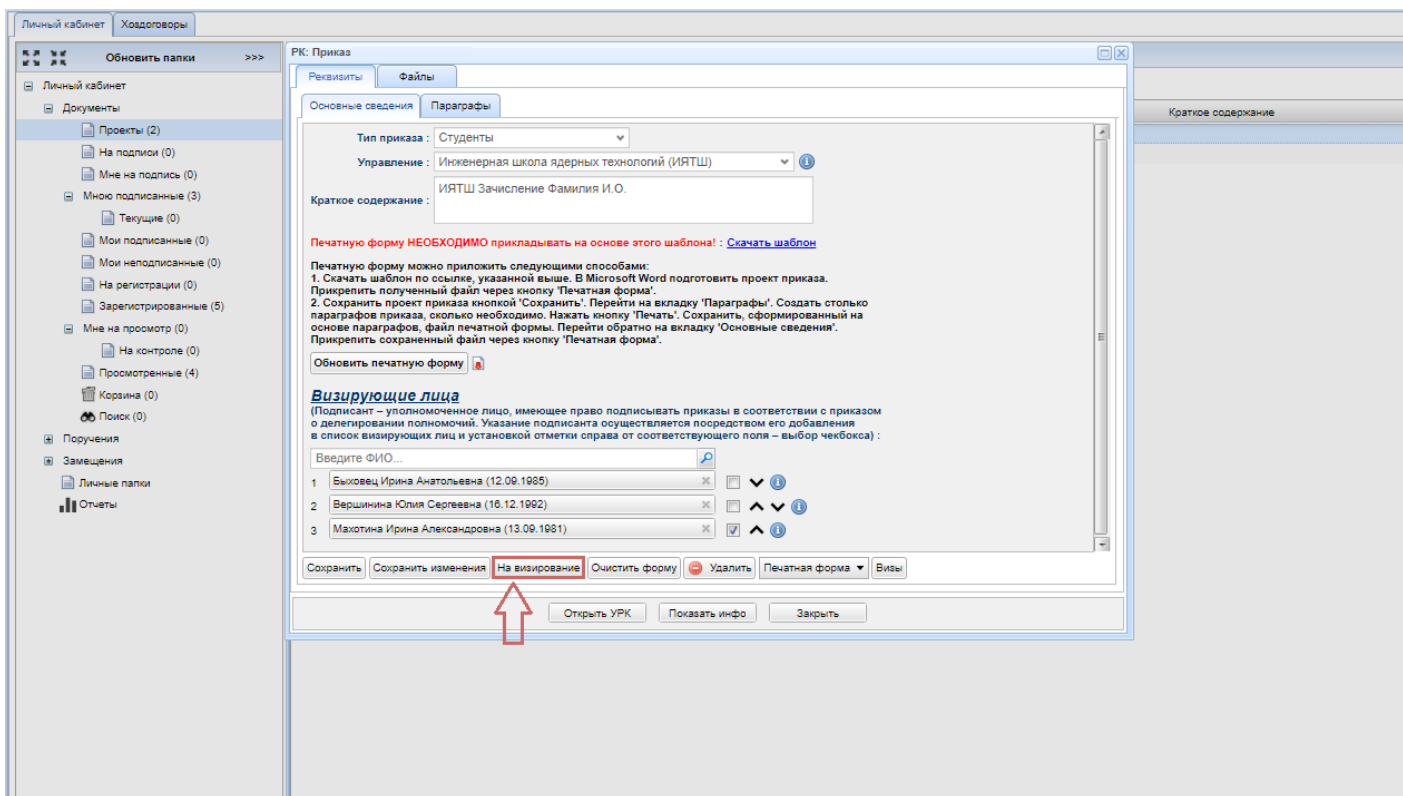 Личный кабинет
Хоздоговоры
Обновить папки
>>>
Личный кабинет
Документы
Проекты (2)
На подписи (0)
Мне на подпись (0)
Мною подписанные (3)
Текущие (0)
Мои подписанные (0)
Мои неподписанные (0)
На регистрации (0)
Зарегистрированные (5)
Мне на просмотр (0)
На контроле (0)
Просмотренные (4)
Корзина (0)
Поиск (0)
Поручения
Замещения
Личные папки
Отчеты
РК: Приказ
Реквизиты
Файлы
Основные сведения
Параграфы
Краткое содержание
Тип приказа : Студенты
Управление : Инженерная школа ядерных технологий (ИЯТШ)
Краткое содержание : ИЯТШ Зачисление Фамилия И.О.
Печатную форму НЕОБХОДИМО прикладывать на основе этого шаблона! : Скачать шаблон
Печатную форму можно приложить следующими способами:
1. Скачать шаблон по ссылке, указанной выше. В Microsoft Word подготовить проект приказа.
Прикрепить полученный файл через кнопку 'Печатная форма'.
2. Сохранить проект приказа кнопкой 'Сохранить'. Перейти на вкладку 'Параграфы'. Создать столько
параграфов приказа, сколько необходимо. Нажать кнопку 'Печать'. Сохранить, сформированный на
основе параграфов, файл печатной формы. Перейти обратно на вкладку 'Основные сведения'.
Прикрепить сохраненный файл через кнопку 'Печатная форма'.
Обновить печатную форму
Визирующие лица
(Подписант – уполномоченное лицо, имеющее право подписывать приказы в соответствии с приказом
о делегировании полномочий. Указание подписанта осуществляется посредством его добавления
в список визирующих лиц и установкой отметки справа от соответствующего поля – выбор чекбокса) :
Введите ФИО...
1 Быховец Ирина Анатольевна (12.09.1985)
2 Вершинина Юлия Сергеевна (16.12.1992)
3 Махотина Ирина Александровна (13.09.1981)
Сохранить Сохранить изменения На визирование Очистить форму Удалить Печатная форма Визы
Открыть УРК Показать инфо Закрыть